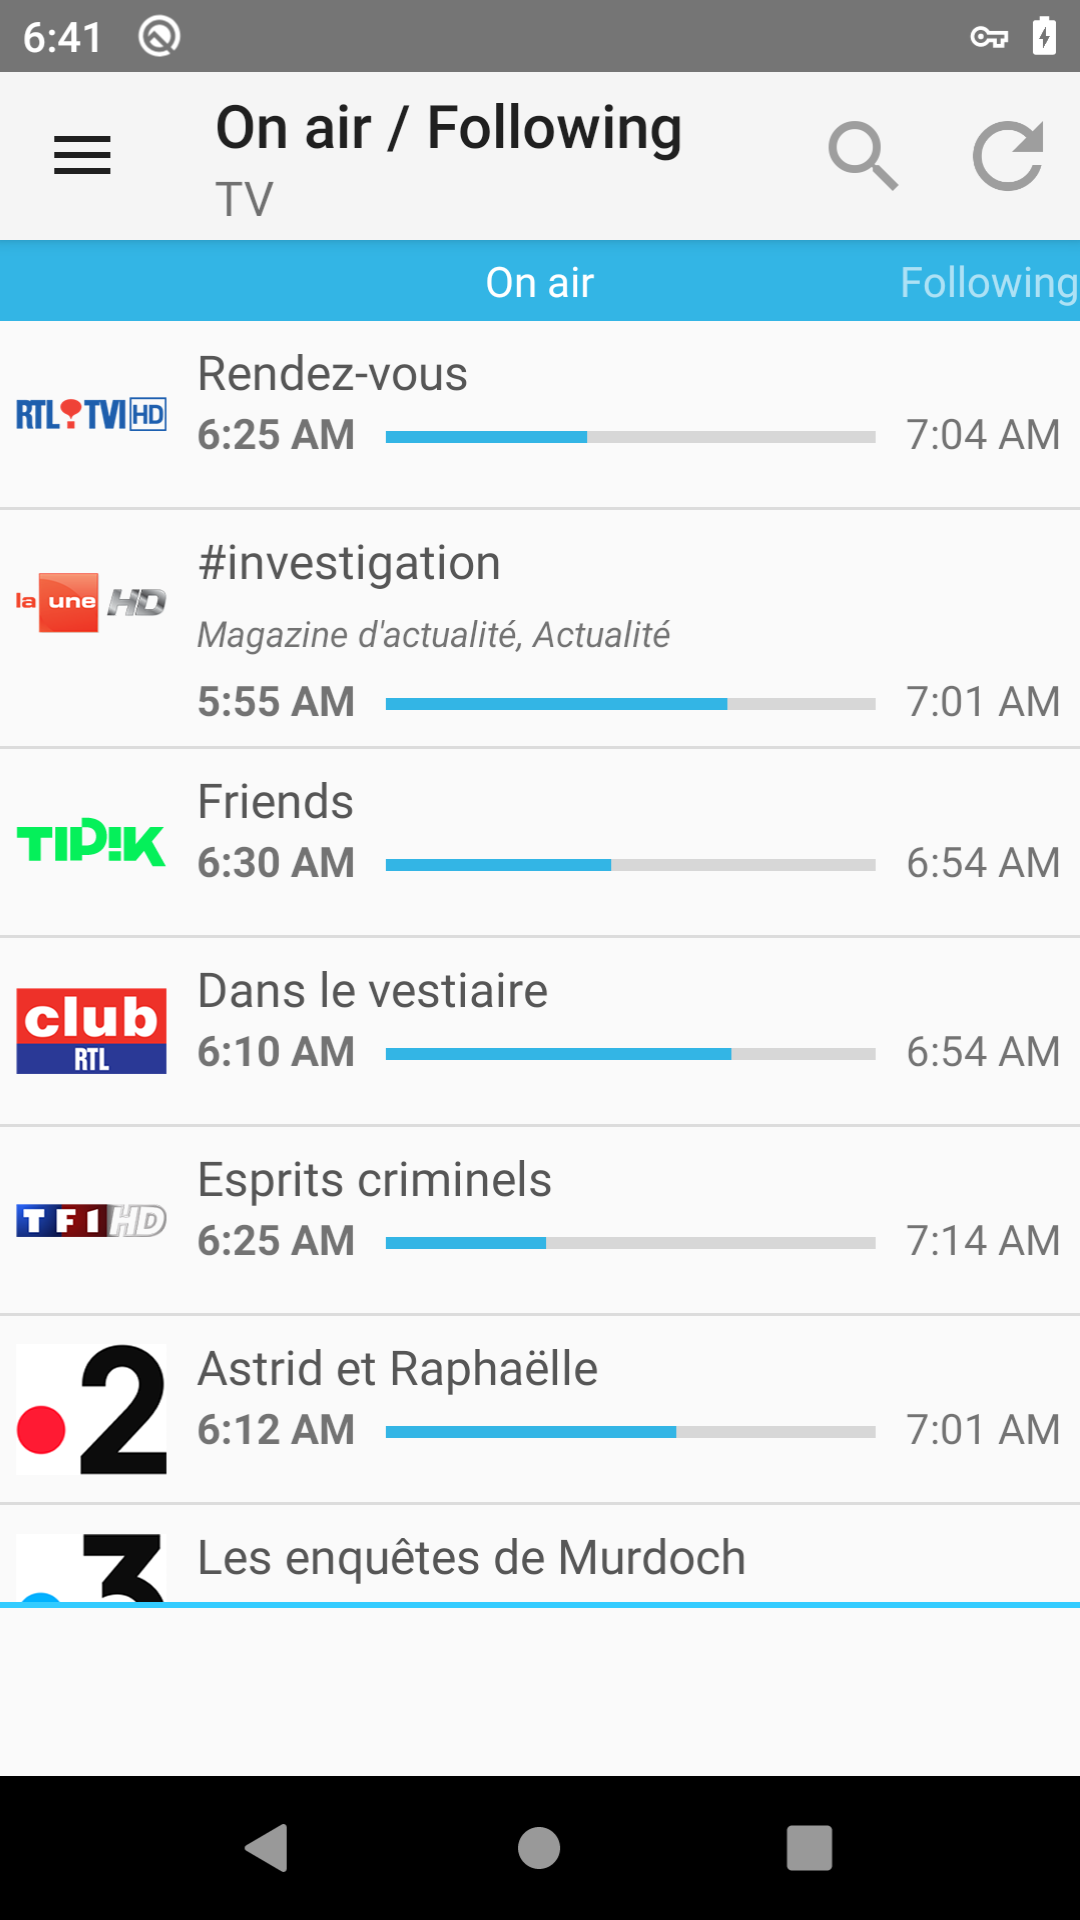 6:41
On air / Following
TV
On air
Following
Rendez-vous
RTL TVI HD
6:25 AM
7:04 AM
#investigation
la une HD
Magazine d'actualité, Actualité
5:55 AM
7:01 AM
Friends
TIPIK
6:30 AM
6:54 AM
Dans le vestiaire
club
RTL
6:10 AM
6:54 AM
Esprits criminels
TF1 HD
6:25 AM
7:14 AM
Astrid et Raphaëlle
2
6:12 AM
7:01 AM
Les enquêtes de Murdoch
3